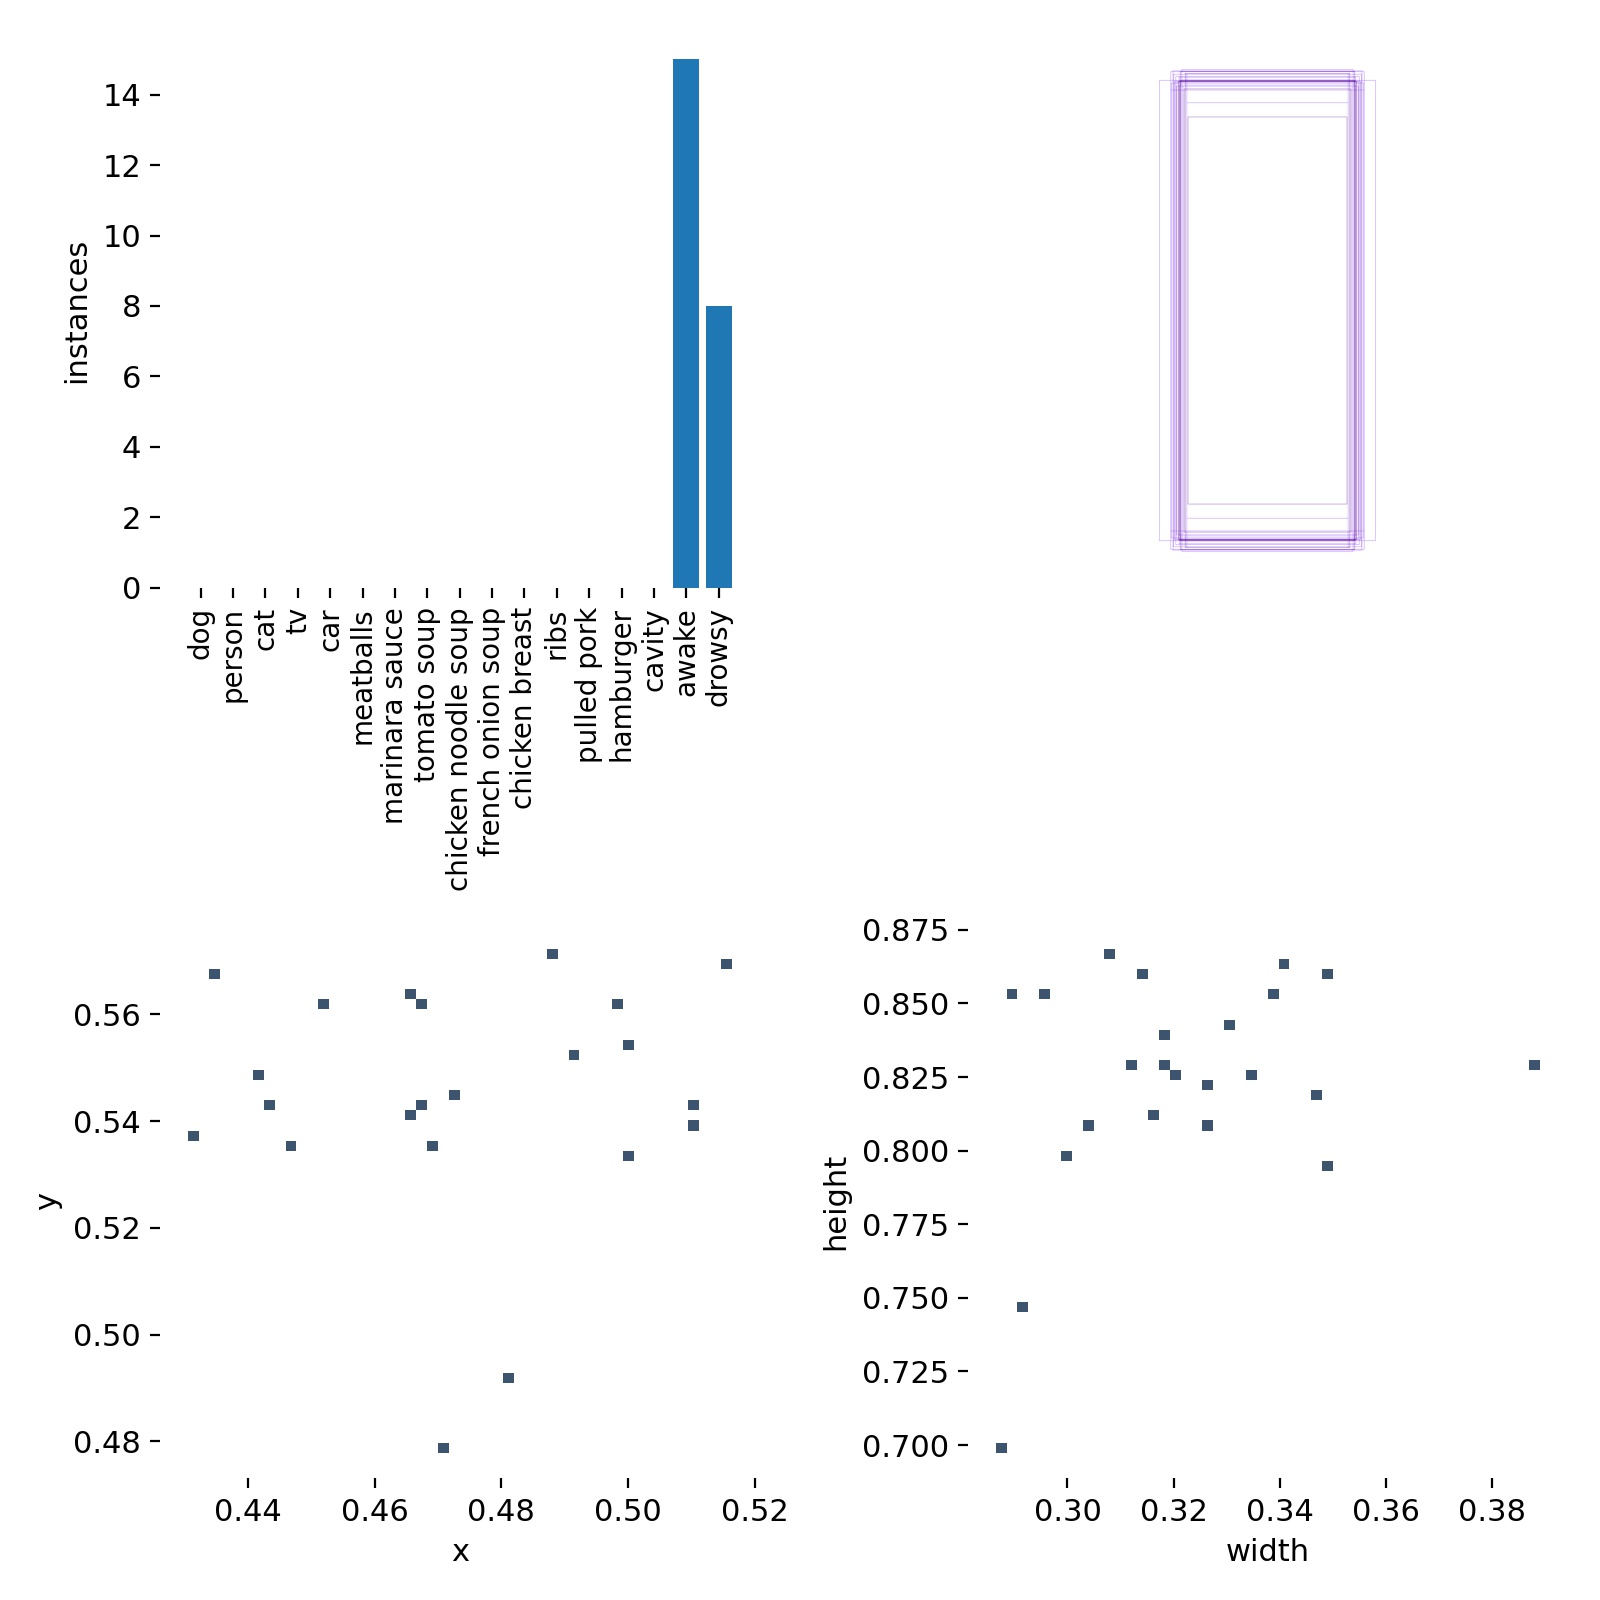 instances
14
12
10
8
6
4
2
0
dog
person
cat
tv
car
meatballs
marinara sauce
tomato soup
chicken noodle soup
french onion soup
chicken breast
ribs
pulled pork
hamburger
cavity
awake
drowsy
y
0.56
0.54
0.52
0.50
0.48
0.44 0.46 0.48 0.50 0.52
x
height
0.875
0.850
0.825
0.800
0.775
0.750
0.725
0.700
0.30 0.32 0.34 0.36 0.38
width